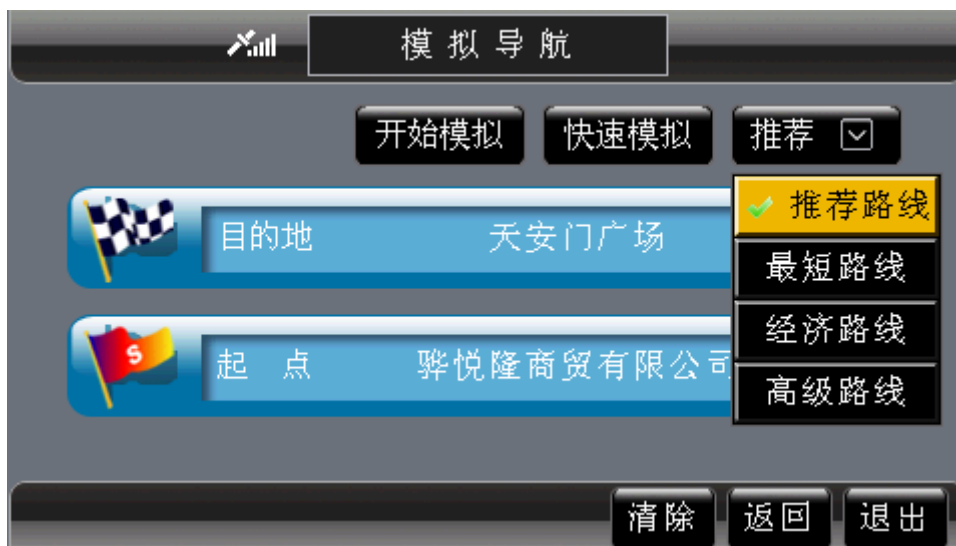 模拟导航
开始模拟 快速模拟 推荐
推荐路线
最短路线
经济路线
高级路线
目的地 天安门广场
S
起点 骅悦隆商贸有限公司
清除 返回 退出